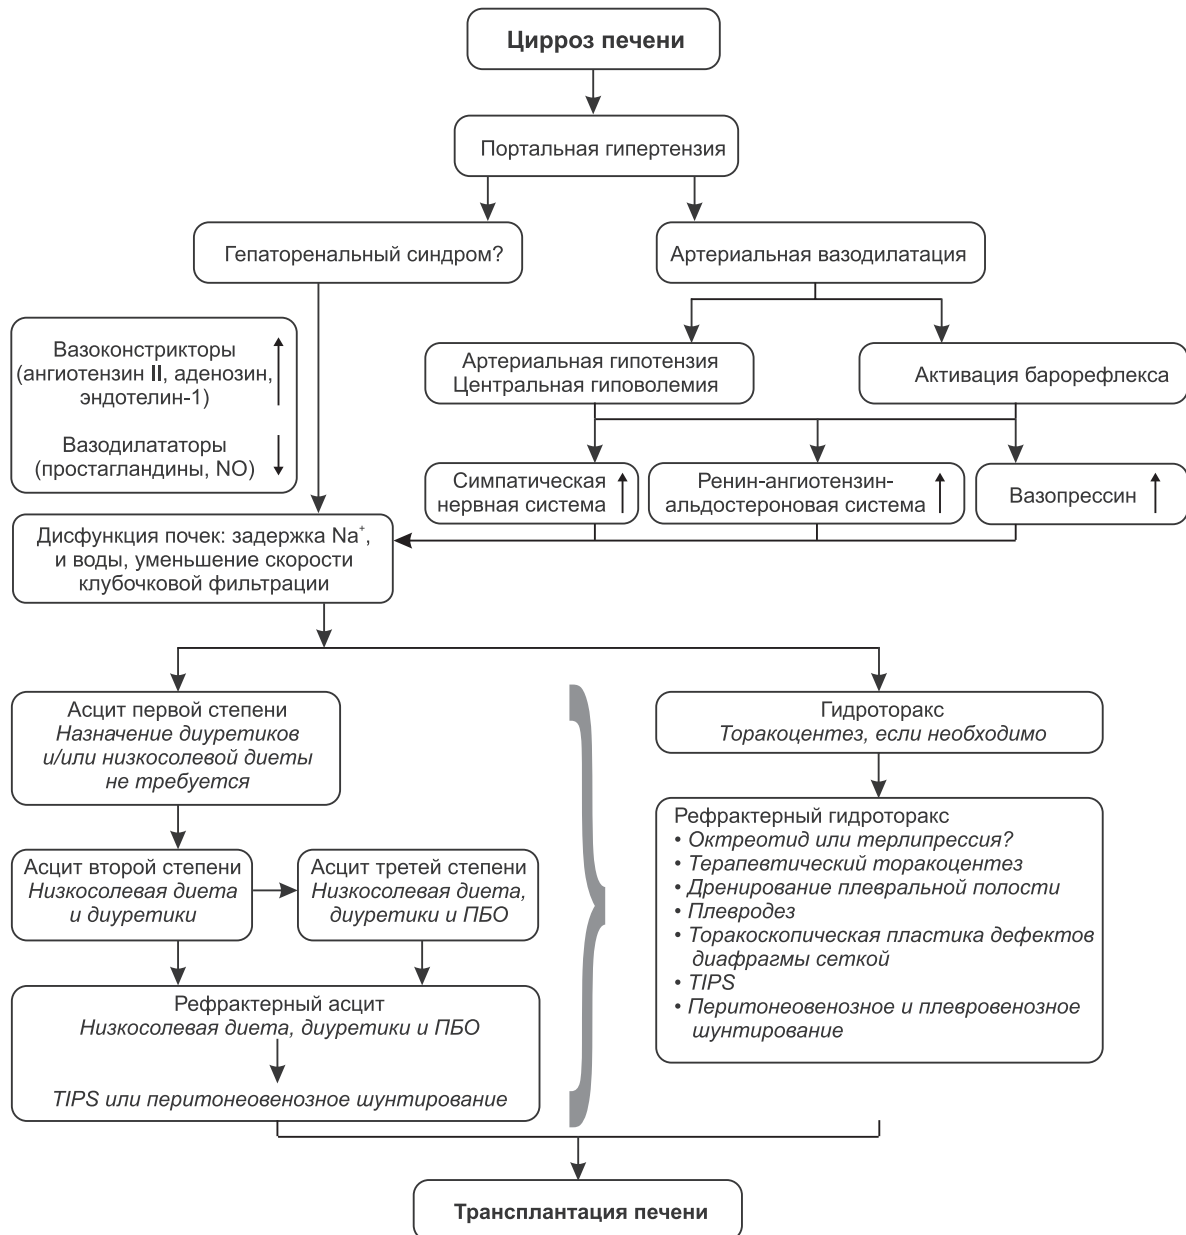 Цирроз печени
Портальная гипертензия
Гепаторенальный синдром?
Артериальная вазодилатация
Вазоконстрикторы
(ангиотензин II, аденозин,
эндотелин-1)
Вазодилататоры
(простагландины, NO)
Артериальная гипотензия
Центральная гиповолемия
Активация барорефлекса
Симпатическая
нервная система
Ренин-ангиотензин-
альдостероновая система
Вазопрессин
Дисфункция почек: задержка Na⁺,
и воды, уменьшение скорости
клубочковой фильтрации
Асцит первой степени
Назначение диуретиков
и/или низкосолевой диеты
не требуется
Асцит второй степени
Низкосолевая диета
и диуретики
Асцит третей степени
Низкосолевая диета,
диуретики и ПБО
Рефрактерный асцит
Низкосолевая диета, диуретики и ПБО
TIPS или перитонеовенозное шунтирование
Гидроторакс
Торакоцентез, если необходимо
Рефрактерный гидроторакс
• Октреотид или терлипрессия?
• Терапевтический торакоцентез
• Дренирование плевральной полости
• Плевродез
• Торакоскопическая пластика дефектов
диафрагмы сеткой
• TIPS
• Перитонеовенозное и плевровенозное
шунтирование
Трансплантация печени